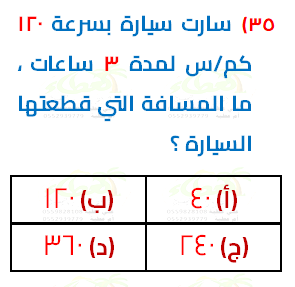 ٣٥) سارت سيارة بسرعة ١٢٠
كم/س لمدة ٣ ساعات ،
ما المسافة التي قطعتها
السيارة ؟
(أ) ٤٠ (ب) ١٢٠
(ج) ٢٤٠ (د) ٣٦٠